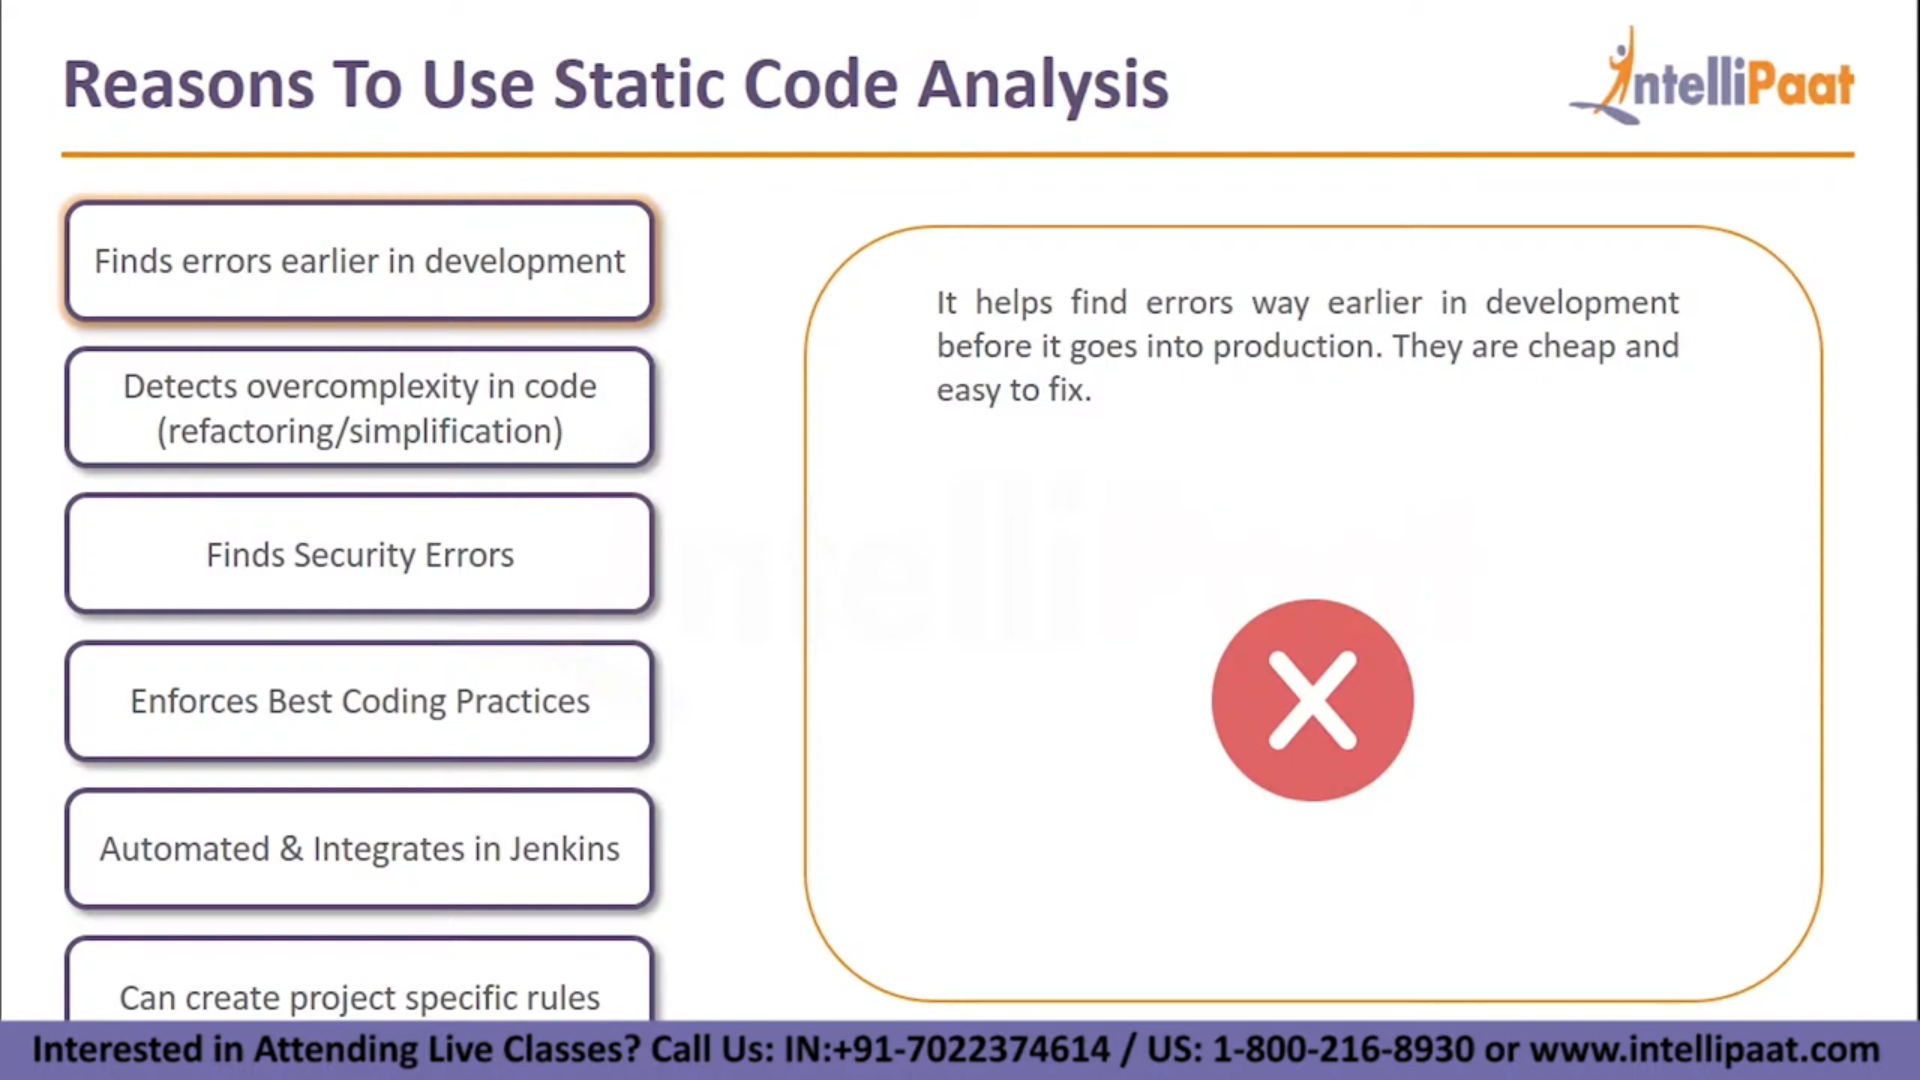 Reasons To Use Static Code Analysis
IntelliPaat
Finds errors earlier in development
Detects overcomplexity in code
(refactoring/simplification)
Finds Security Errors
Enforces Best Coding Practices
Automated & Integrates in Jenkins
Can create project specific rules
It helps find errors way earlier in development
before it goes into production. They are cheap and
easy to fix.
IntelliPaat
Interested in Attending Live Classes? Call Us: IN:+91-7022374614 / US: 1-800-216-8930 or www.intellipaat.com